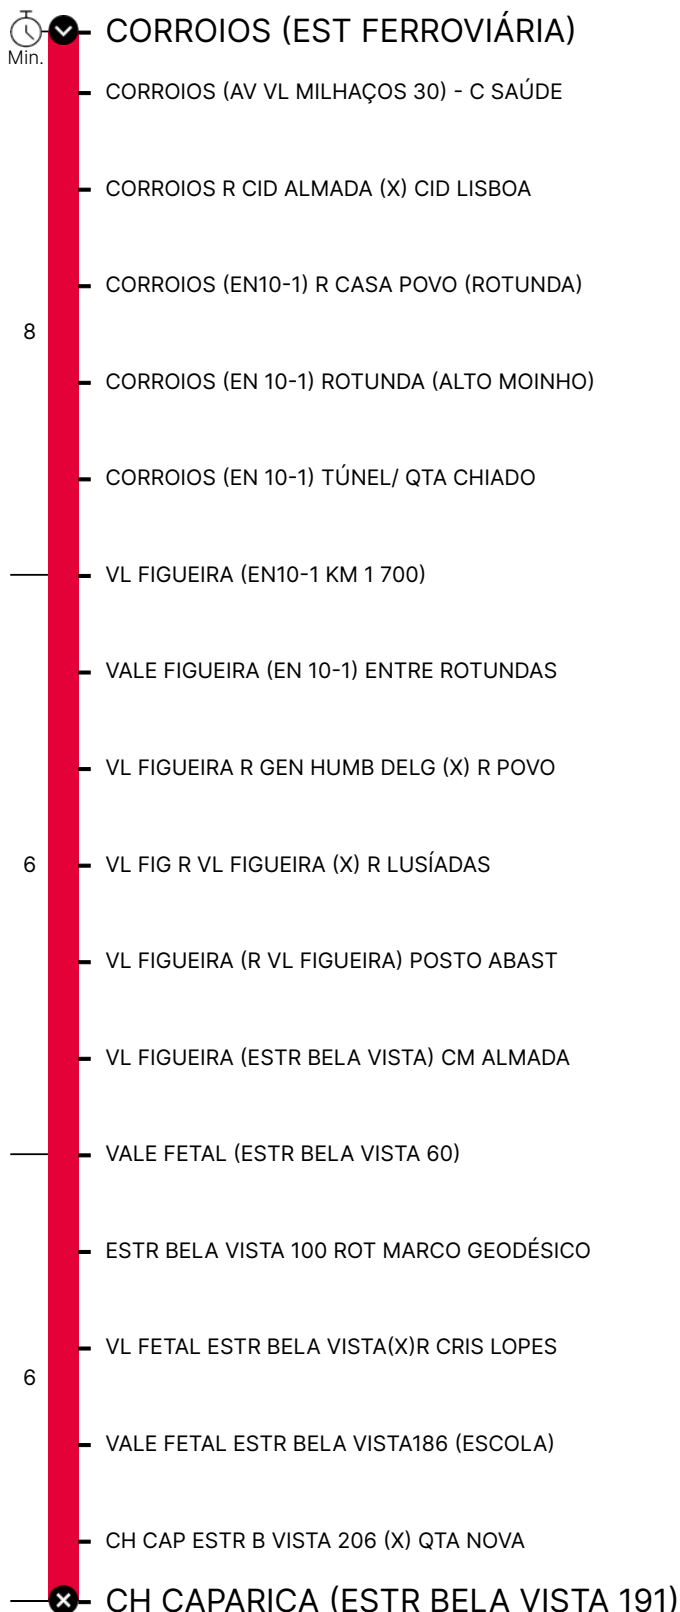 CORROIOS (EST FERROVIÁRIA)
Min.
CORROIOS (AV VL MILHAÇOS 30) - C SAÚDE
CORROIOS R CID ALMADA (X) CID LISBOA
CORROIOS (EN10-1) R CASA POVO (ROTUNDA)
8
CORROIOS (EN 10-1) ROTUNDA (ALTO MOINHO)
CORROIOS (EN 10-1) TÚNEL/ QTA CHIADO
VL FIGUEIRA (EN10-1 KM 1 700)
VALE FIGUEIRA (EN 10-1) ENTRE ROTUNDAS
VL FIGUEIRA R GEN HUMB DELG (X) R POVO
6
VL FIG R VL FIGUEIRA (X) R LUSÍADAS
VL FIGUEIRA (R VL FIGUEIRA) POSTO ABAST
VL FIGUEIRA (ESTR BELA VISTA) CM ALMADA
VALE FETAL (ESTR BELA VISTA 60)
ESTR BELA VISTA 100 ROT MARCO GEODÉSICO
VL FETAL ESTR BELA VISTA(X)R CRIS LOPES
6
VALE FETAL ESTR BELA VISTA186 (ESCOLA)
CH CAP ESTR B VISTA 206 (X) QTA NOVA
CH CAPARICA (ESTR BELA VISTA 191)